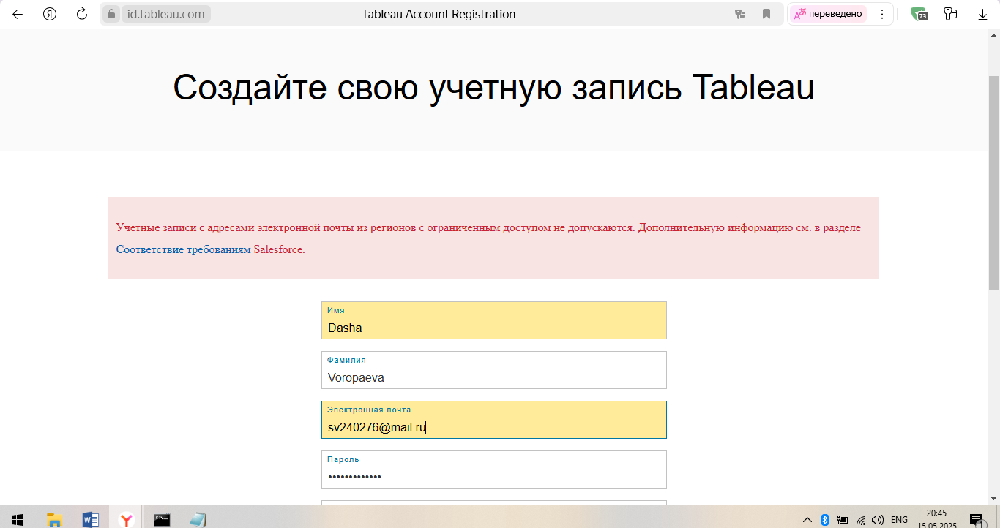 id.tableau.com
Tableau Account Registration
переведено
73
Создайте свою учетную запись Tableau
Учетные записи с адресами электронной почты из регионов с ограниченным доступом не допускаются. Дополнительную информацию см. в разделе
Соответствие требованиям Salesforce.
Имя
Dasha
Фамилия
Voropaeva
Электронная почта
sv240276@mail.ru
Пароль
•••••••••••••
ENG
20:45
15.05.2025
1